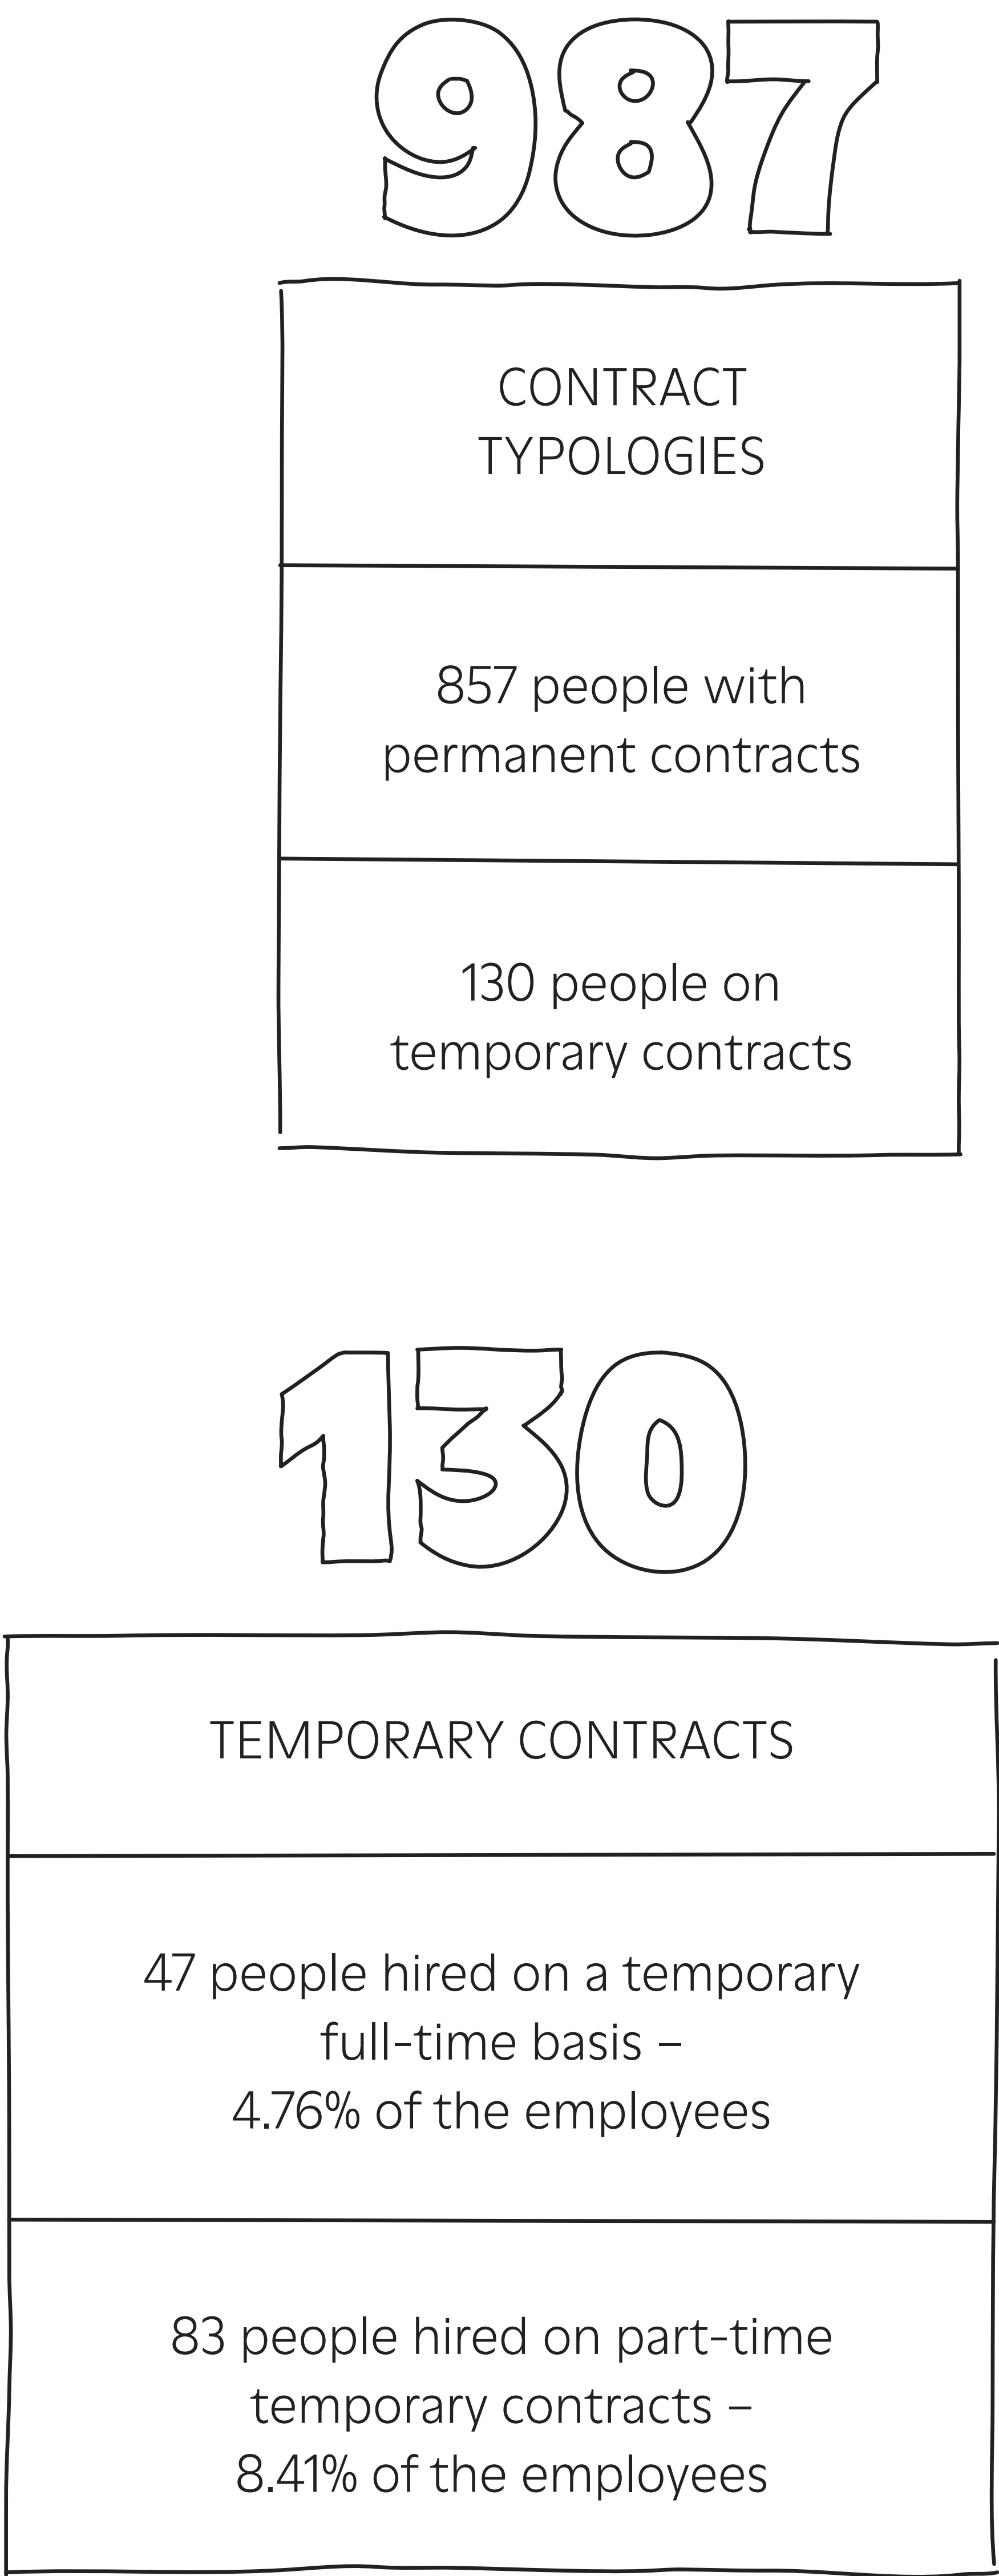 987
CONTRACT
TYPOLOGIES
857 people with
permanent contracts
130 people on
temporary contracts
130
TEMPORARY CONTRACTS
47 people hired on a temporary
full-time basis –
4.76% of the employees
83 people hired on part-time
temporary contracts –
8.41% of the employees